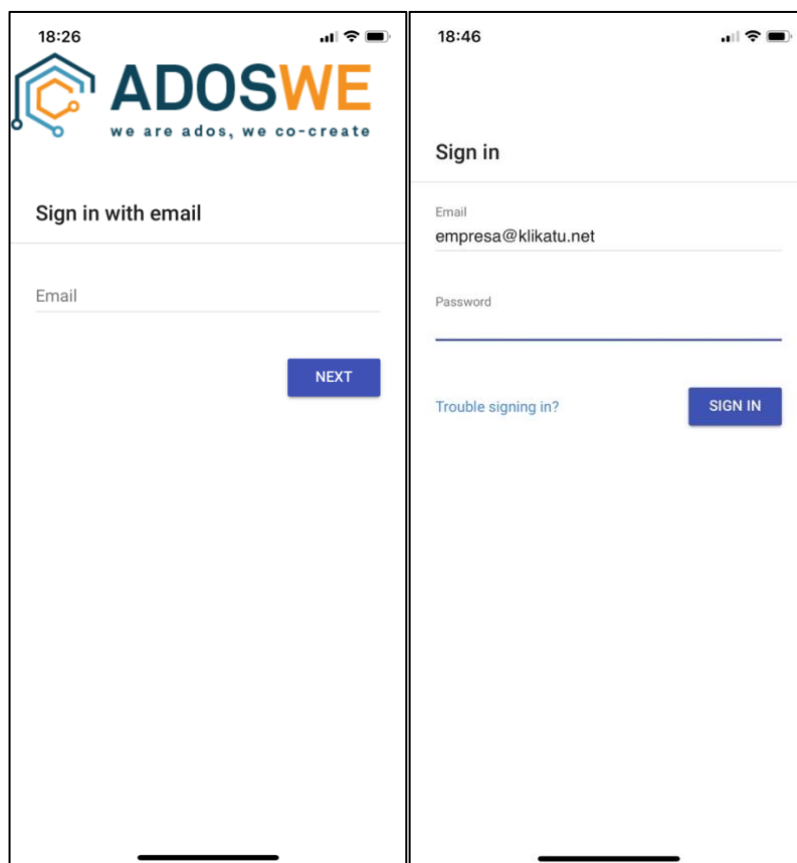 18:26
ADOSWE
we are ados, we co-create
Sign in with email
Email
NEXT
18:46
Sign in
Email
empresa@klikatu.net
Password
Trouble signing in?
SIGN IN